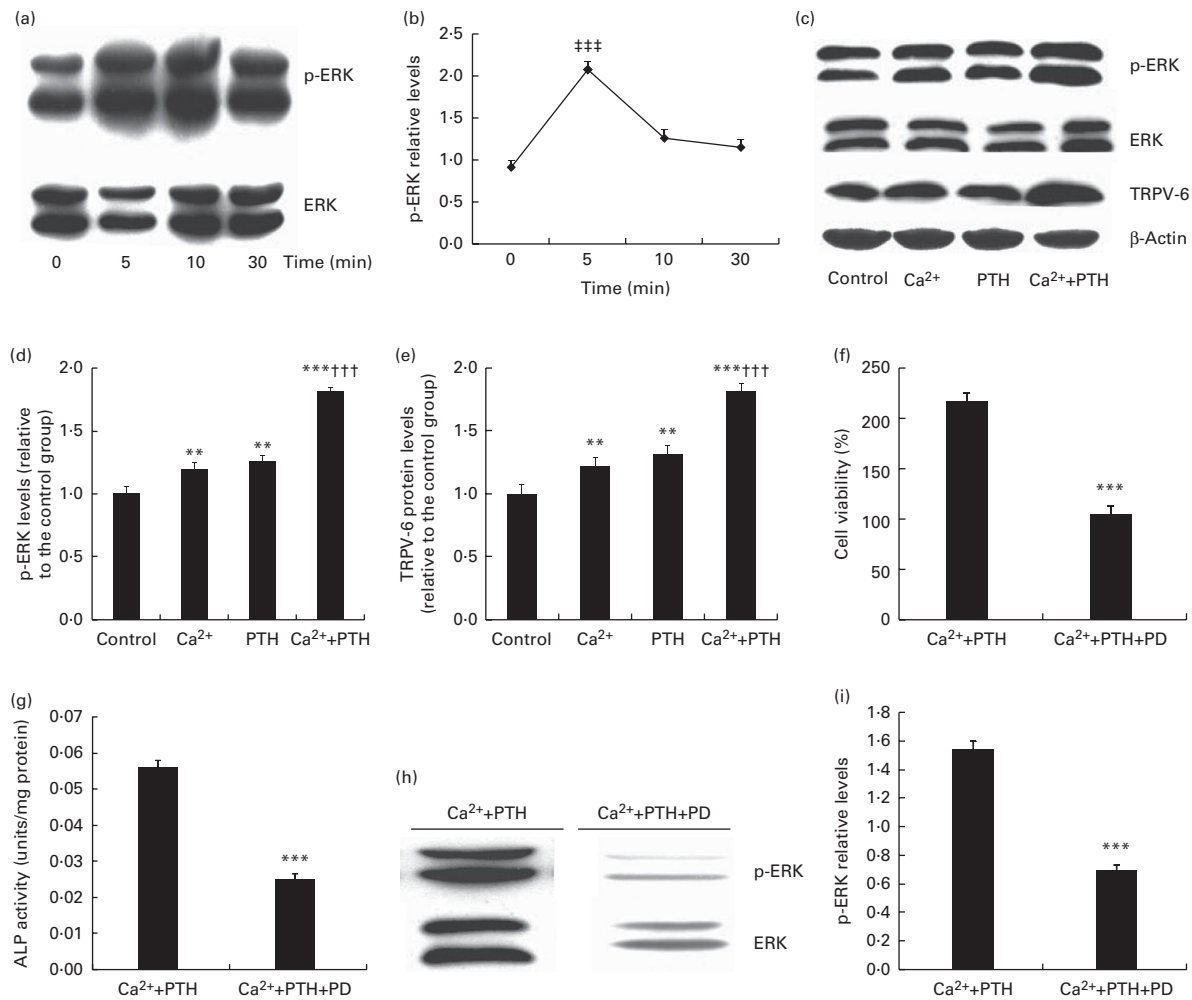 (a)
p-ERK
ERK
0 5 10 30 Time (min)
(b)
p-ERK relative levels
2·5
2·0
1·5
1·0
0·5
0·0
‡‡‡
0 5 10 30
Time (min)
(c)
p-ERK
ERK
TRPV-6
β-Actin
Control Ca²⁺ PTH Ca²⁺+PTH
(d)
p-ERK levels (relative
to the control group)
2·0
1·5
1·0
0·5
0·0
** ** ***†††
Control Ca²⁺ PTH Ca²⁺+PTH
(e)
TRPV-6 protein levels
(relative to the control group)
2·0
1·5
1·0
0·5
0·0
** ** ***†††
Control Ca²⁺ PTH Ca²⁺+PTH
(f)
Cell viability (%)
250
200
150
100
50
0
***
Ca²⁺+PTH Ca²⁺+PTH+PD
(g)
ALP activity (units/mg protein)
0·07
0·06
0·05
0·04
0·03
0·02
0·01
0·00
***
Ca²⁺+PTH Ca²⁺+PTH+PD
(h)
Ca²⁺+PTH Ca²⁺+PTH+PD
p-ERK
ERK
(i)
p-ERK relative levels
1·8
1·6
1·4
1·2
1·0
0·8
0·6
0·4
0·2
0·0
***
Ca²⁺+PTH Ca²⁺+PTH+PD